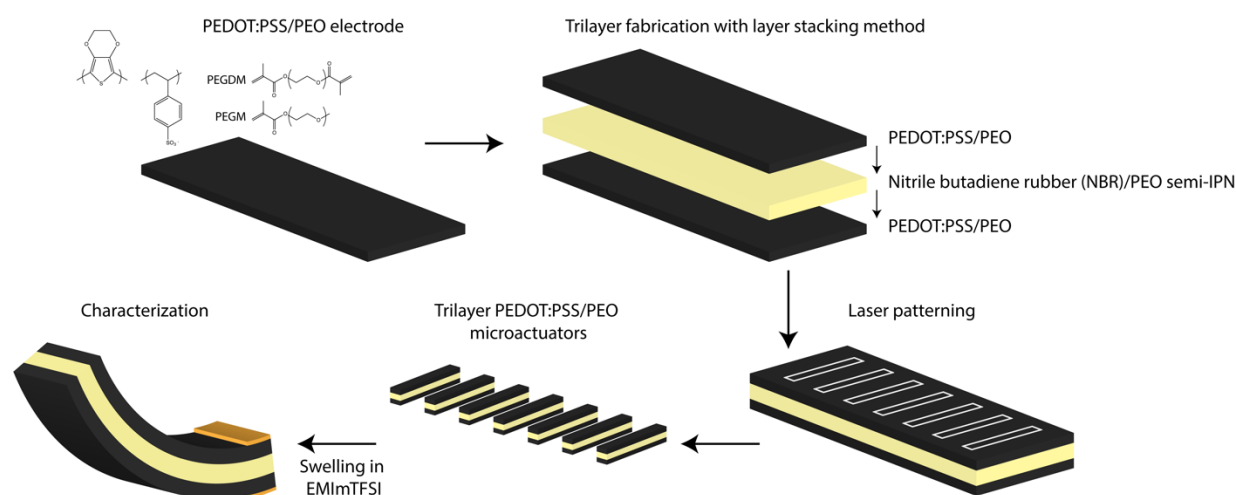 PEDOT:PSS/PEO electrode
Trilayer fabrication with layer stacking method
O
O
S
SO₃⁻
PEGDM
O
O
O
O
PEGM
O
O
O
PEDOT:PSS/PEO
Nitrile butadiene rubber (NBR)/PEO semi-IPN
PEDOT:PSS/PEO
Characterization
Trilayer PEDOT:PSS/PEO
microactuators
Laser patterning
Swelling in
EMImTFSI